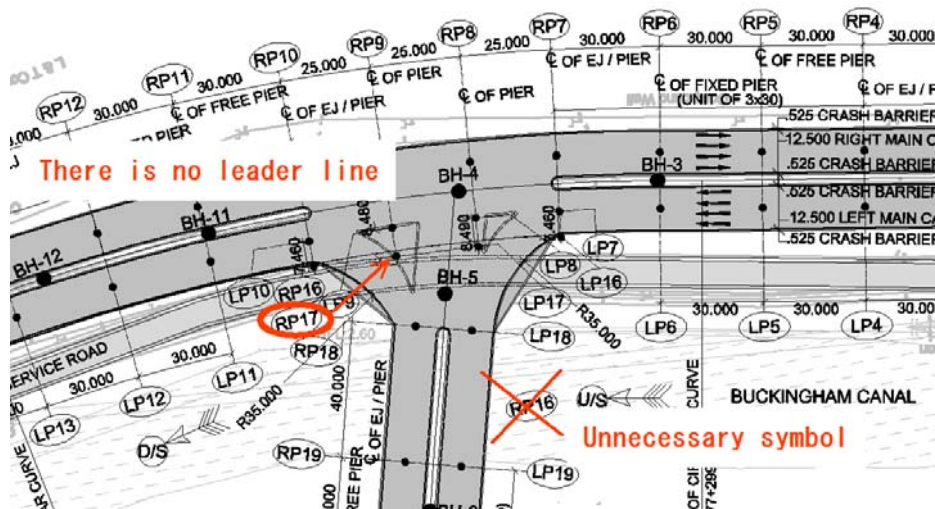 RP12
RP11
RP10
RP9
RP8
RP7
RP6
RP5
RP4
30.000
30.000
25.000
25.000
25.000
30.000
30.000
30.000
℄ OF FREE PIER
℄ OF EJ / PIER
℄ OF PIER
℄ OF PIER
℄ OF EJ / PIER
℄ OF FIXED PIER
(UNIT OF 3x30)
℄ OF FREE PIER
℄ OF EJ /
.525 CRASH BARRIER
12.500 RIGHT MAIN
.525 CRASH BARRIER
.525 CRASH BARRIER
12.500 LEFT MAIN
.525 CRASH BARRIER
There is no leader line
BH-4
BH-3
BH-11
BH-12
BH-5
8.480
8.490
LP10
RP16
LP9
RP17
RP18
LP7
LP8
LP16
LP17
LP18
R35.000
R35.000
30.000
30.000
30.000
LP6
LP5
LP4
SERVICE ROAD
30.000
30.000
30.000
LP11
LP12
LP13
D/S
40.000
℄ OF EJ / PIER
RP16
U/S
CURVE
BUCKINGHAM CANAL
Unnecessary symbol
RP19
LP19